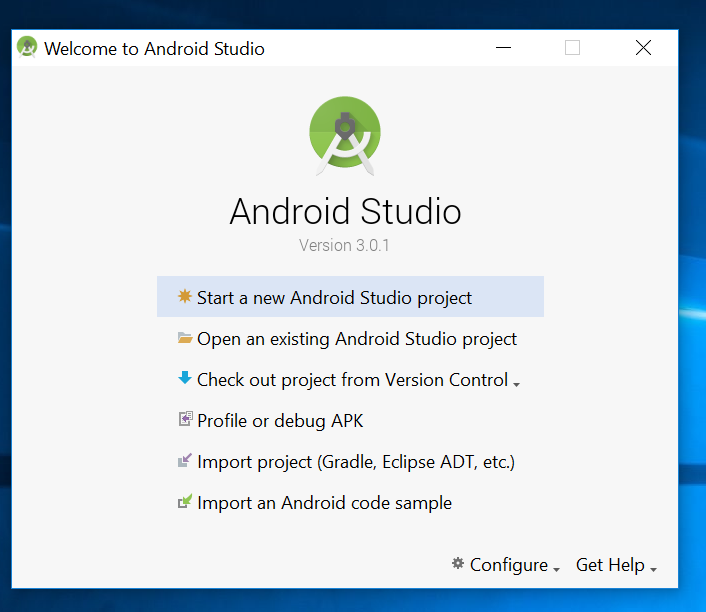 Welcome to Android Studio
Android Studio
Version 3.0.1
Start a new Android Studio project
Open an existing Android Studio project
Check out project from Version Control
Profile or debug APK
Import project (Gradle, Eclipse ADT, etc.)
Import an Android code sample
Configure Get Help